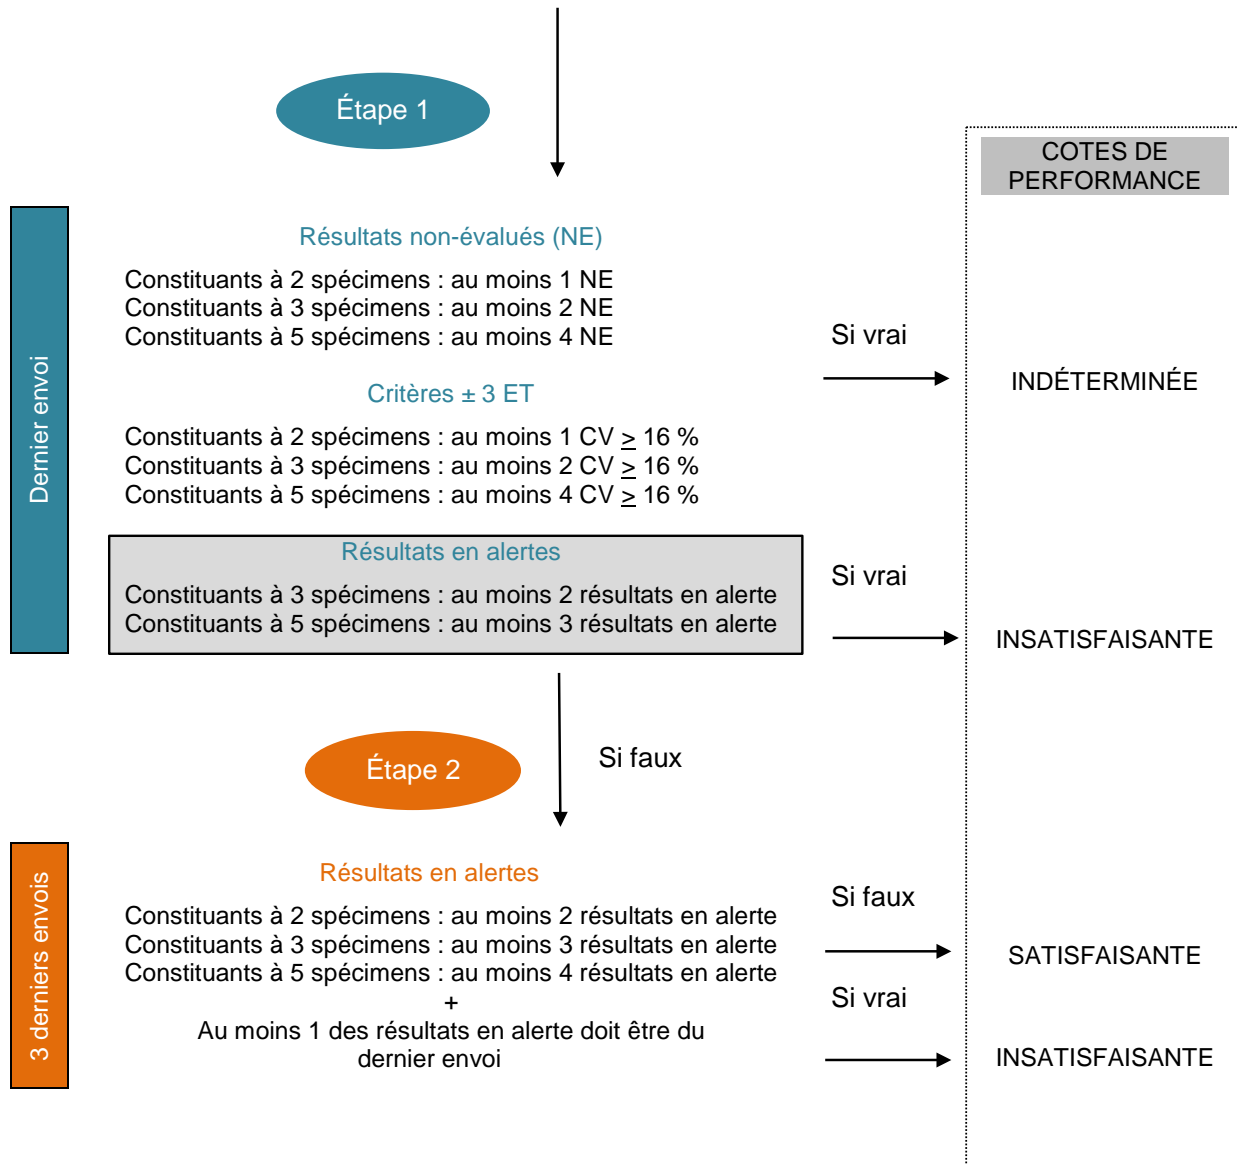 Étape 1
COTES DE
PERFORMANCE
Dernier envoi
Résultats non-évalués (NE)
Constituants à 2 spécimens : au moins 1 NE
Constituants à 3 spécimens : au moins 2 NE
Constituants à 5 spécimens : au moins 4 NE
Si vrai
INDÉTERMINÉE
Critères ± 3 ET
Constituants à 2 spécimens : au moins 1 CV ≥ 16 %
Constituants à 3 spécimens : au moins 2 CV ≥ 16 %
Constituants à 5 spécimens : au moins 4 CV ≥ 16 %
Résultats en alertes
Constituants à 3 spécimens : au moins 2 résultats en alerte
Constituants à 5 spécimens : au moins 3 résultats en alerte
Si vrai
INSATISFAISANTE
Étape 2
Si faux
3 derniers envois
Résultats en alertes
Constituants à 2 spécimens : au moins 2 résultats en alerte
Constituants à 3 spécimens : au moins 3 résultats en alerte
Constituants à 5 spécimens : au moins 4 résultats en alerte
+
Au moins 1 des résultats en alerte doit être du
dernier envoi
Si faux
SATISFAISANTE
Si vrai
INSATISFAISANTE